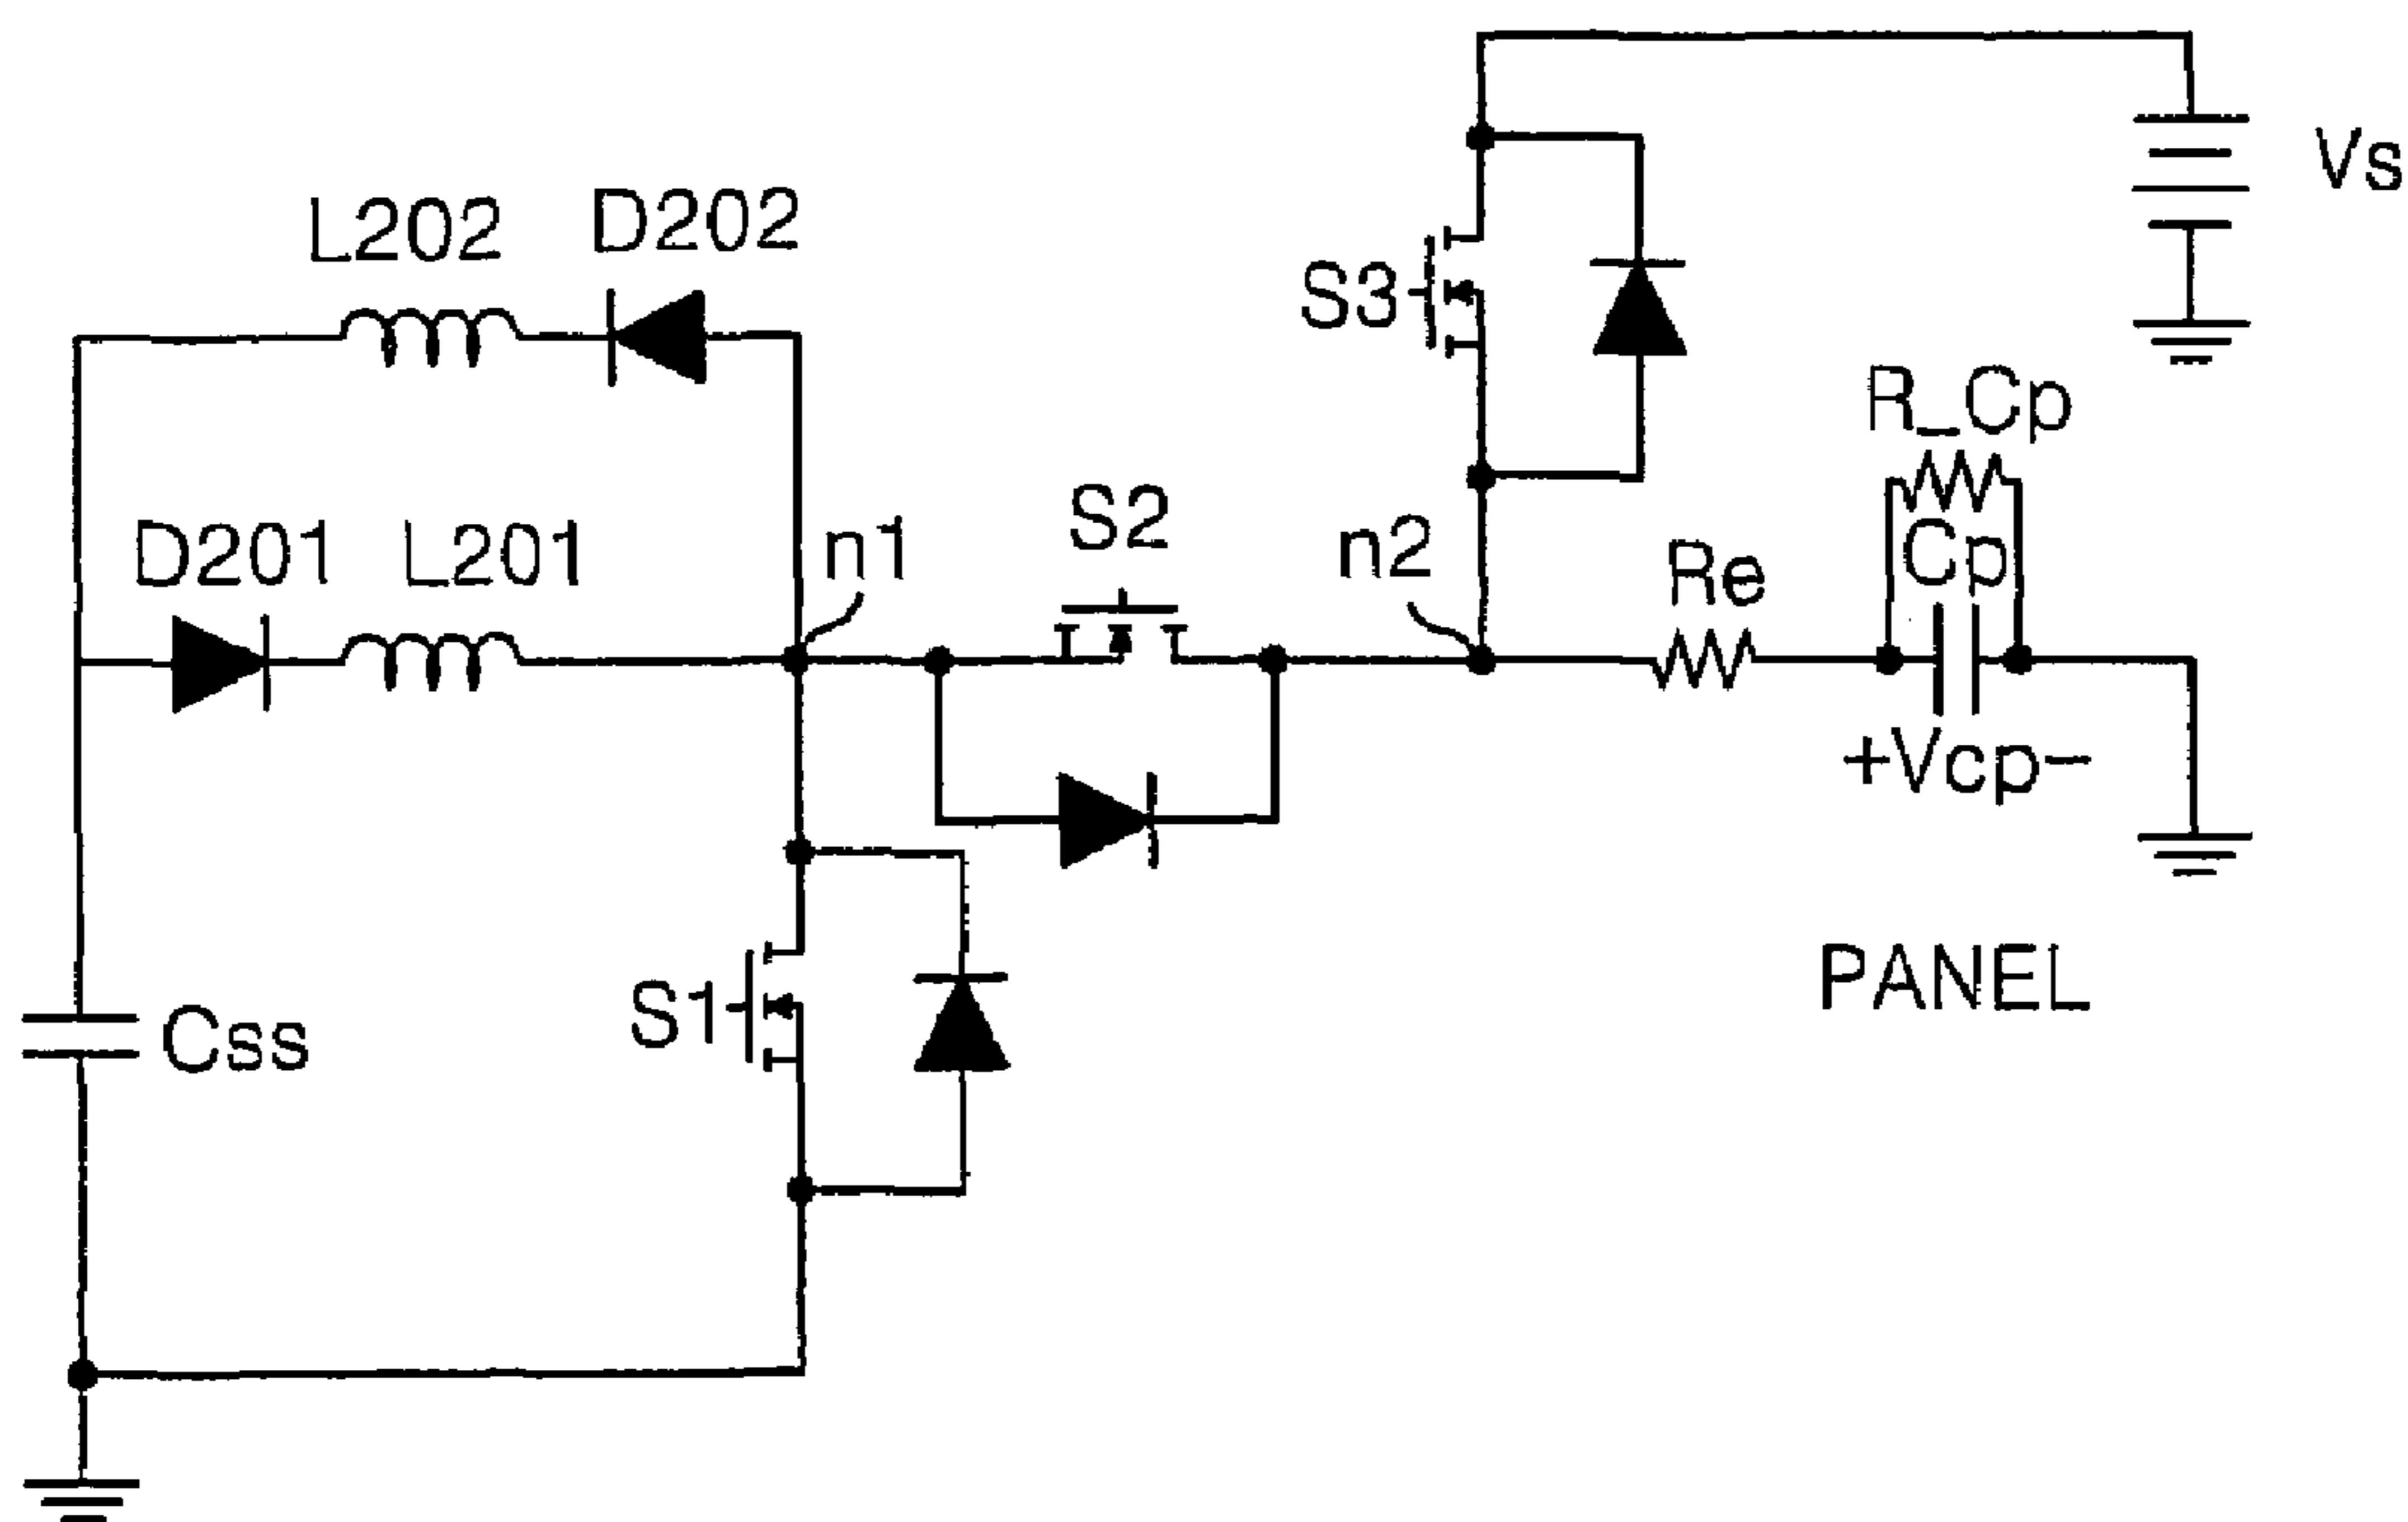 Vs
L202 D202
S3
R_Cp
D201 L201
n1
S2
n2
Re
Cp
+Vcp-
PANEL
S1
Css